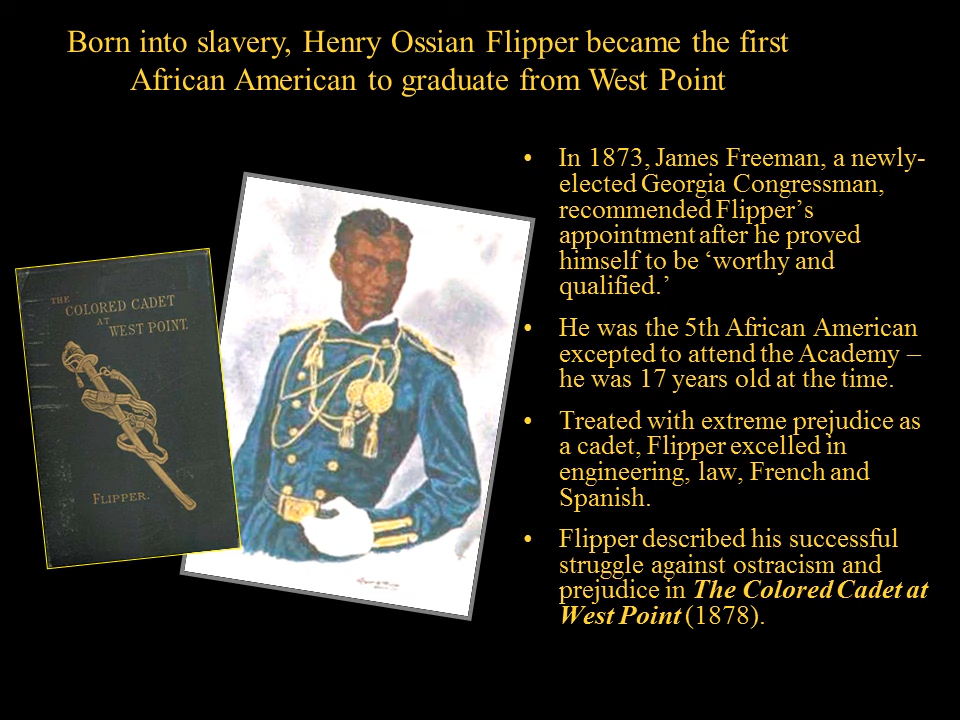 Born into slavery, Henry Ossian Flipper became the first
African American to graduate from West Point
• In 1873, James Freeman, a newly-
elected Georgia Congressman,
recommended Flipper’s
appointment after he proved
himself to be ‘worthy and
qualified.’
• He was the 5th African American
excepted to attend the Academy –
he was 17 years old at the time.
• Treated with extreme prejudice as
a cadet, Flipper excelled in
engineering, law, French and
Spanish.
• Flipper described his successful
struggle against ostracism and
prejudice in The Colored Cadet at
West Point (1878).
THE
COLORED CADET
AT
WEST POINT.
FLIPPER.